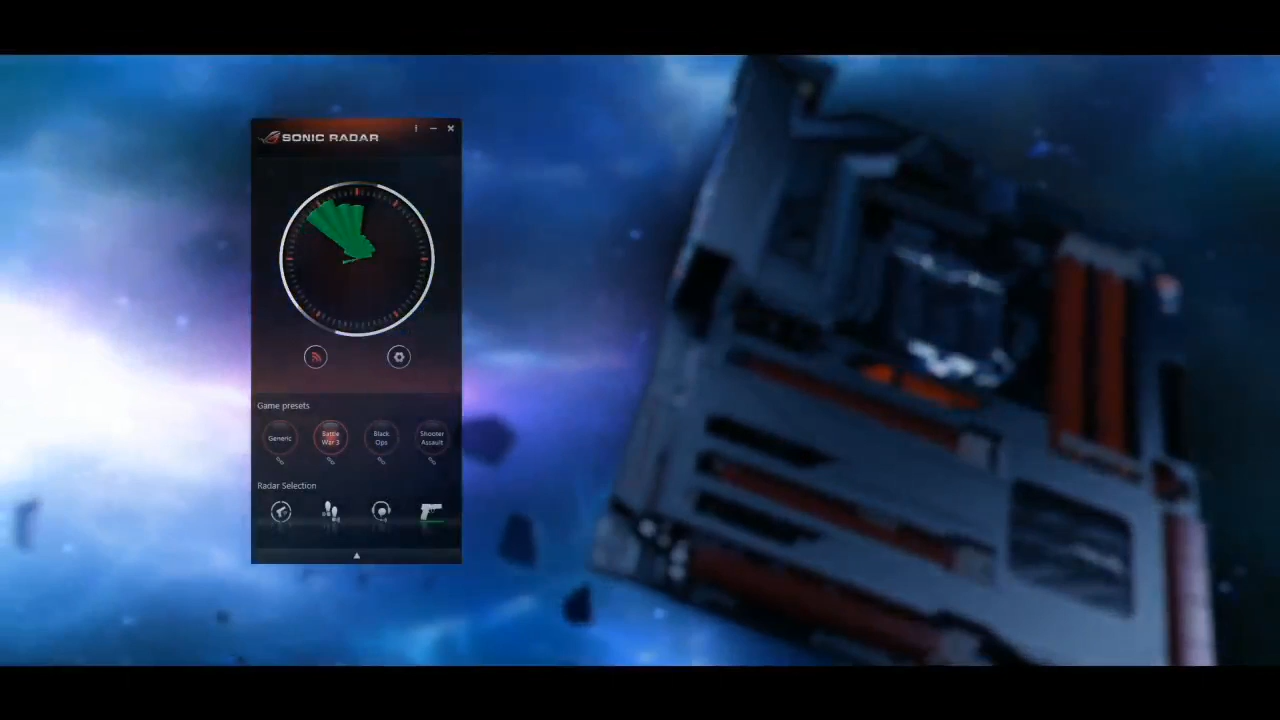 SONIC RADAR
Game presets
Generic
Battle
War 3
Black
Ops
Shooter
Assault
Radar Selection